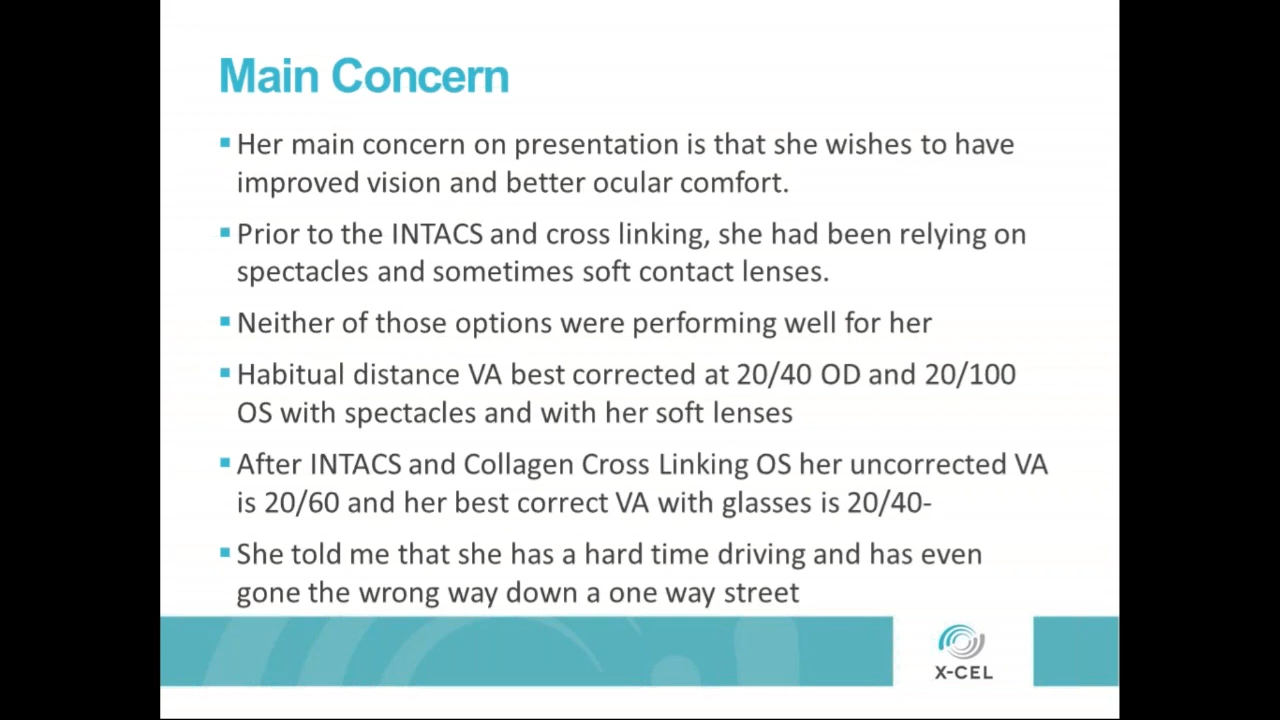 Main Concern
▪ Her main concern on presentation is that she wishes to have
improved vision and better ocular comfort.
▪ Prior to the INTACS and cross linking, she had been relying on
spectacles and sometimes soft contact lenses.
▪ Neither of those options were performing well for her
▪ Habitual distance VA best corrected at 20/40 OD and 20/100
OS with spectacles and with her soft lenses
▪ After INTACS and Collagen Cross Linking OS her uncorrected VA
is 20/60 and her best correct VA with glasses is 20/40-
▪ She told me that she has a hard time driving and has even
gone the wrong way down a one way street
X-CEL